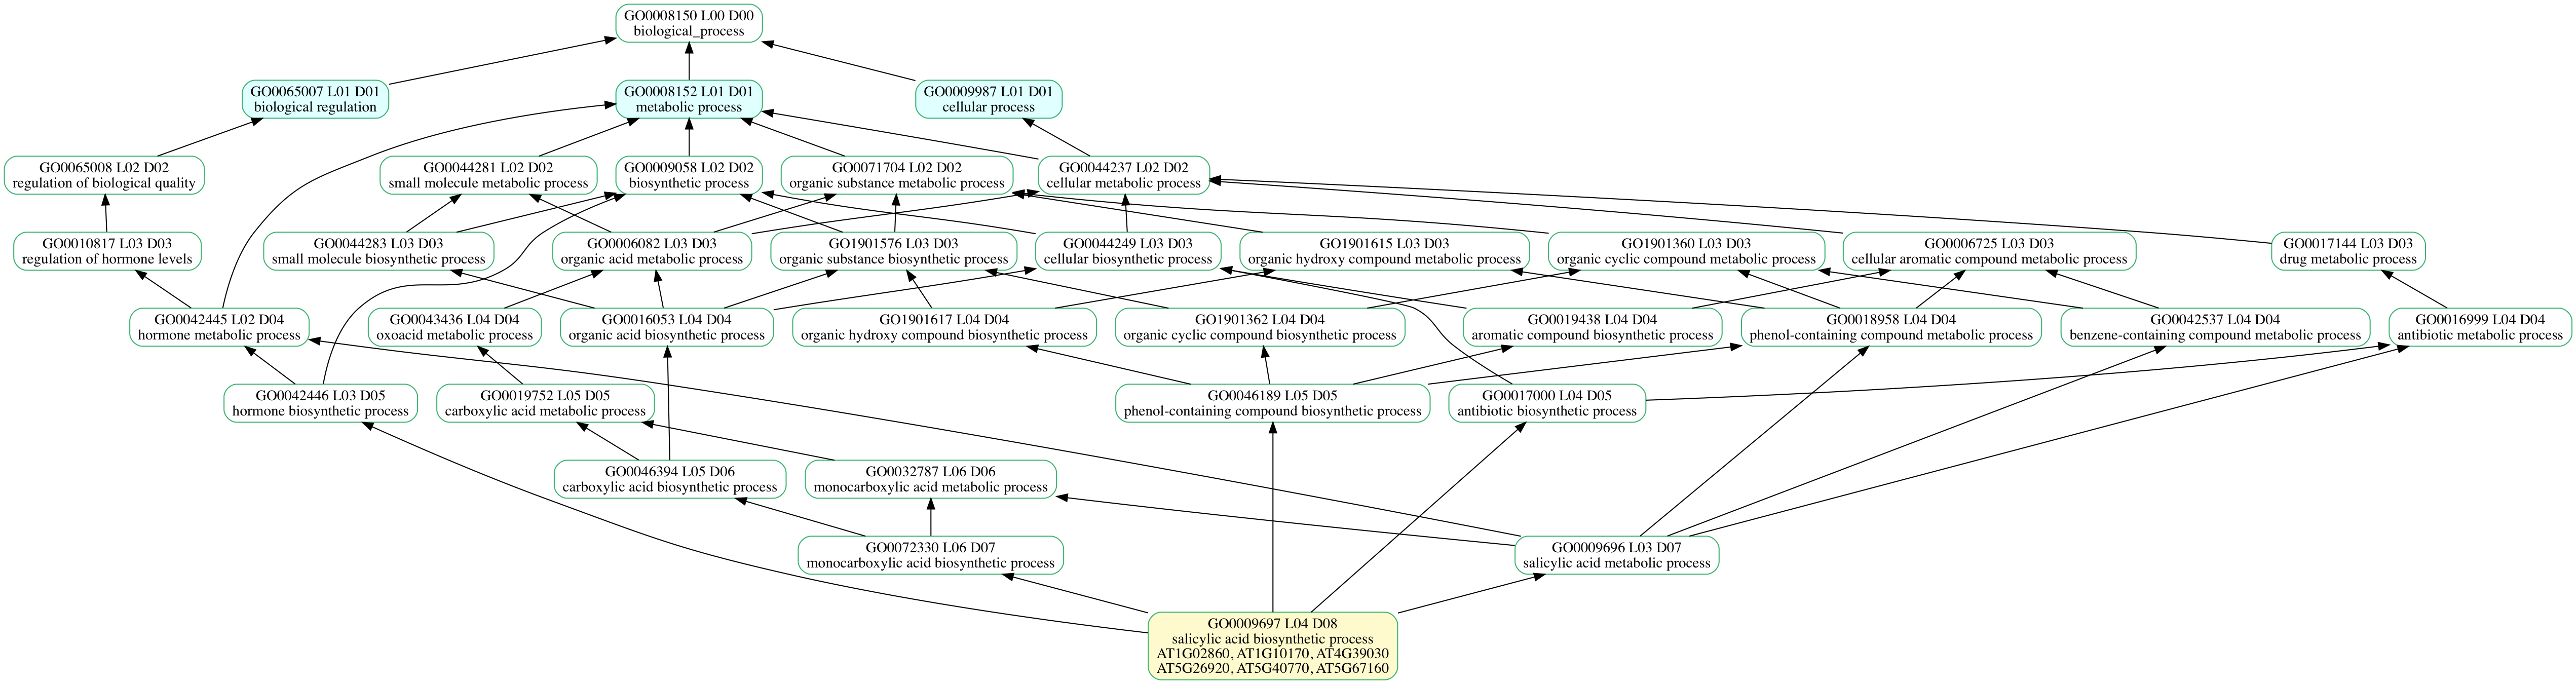 GO0008150 L00 D00
biological_process
GO0065007 L01 D01
biological regulation
GO0008152 L01 D01
metabolic process
GO0009987 L01 D01
cellular process
GO0065008 L02 D02
regulation of biological quality
GO0044281 L02 D02
small molecule metabolic process
GO0009058 L02 D02
biosynthetic process
GO0071704 L02 D02
organic substance metabolic process
GO0044237 L02 D02
cellular metabolic process
GO0010817 L03 D03
regulation of hormone levels
GO0044283 L03 D03
small molecule biosynthetic process
GO0006082 L03 D03
organic acid metabolic process
GO1901576 L03 D03
organic substance biosynthetic process
GO0044249 L03 D03
cellular biosynthetic process
GO1901615 L03 D03
organic hydroxy compound metabolic process
GO1901360 L03 D03
organic cyclic compound metabolic process
GO0006725 L03 D03
cellular aromatic compound metabolic process
GO0017144 L03 D03
drug metabolic process
GO0042445 L02 D04
hormone metabolic process
GO0043436 L04 D04
oxoacid metabolic process
GO0016053 L04 D04
organic acid biosynthetic process
GO1901617 L04 D04
organic hydroxy compound biosynthetic process
GO1901362 L04 D04
organic cyclic compound biosynthetic process
GO0019438 L04 D04
aromatic compound biosynthetic process
GO0018958 L04 D04
phenol-containing compound metabolic process
GO0042537 L04 D04
benzene-containing compound metabolic process
GO0016999 L04 D04
antibiotic metabolic process
GO0042446 L03 D05
hormone biosynthetic process
GO0019752 L05 D05
carboxylic acid metabolic process
GO0046189 L05 D05
phenol-containing compound biosynthetic process
GO0017000 L04 D05
antibiotic biosynthetic process
GO0046394 L05 D06
carboxylic acid biosynthetic process
GO0032787 L06 D06
monocarboxylic acid metabolic process
GO0072330 L06 D07
monocarboxylic acid biosynthetic process
GO0009696 L03 D07
salicylic acid metabolic process
GO0009697 L04 D08
salicylic acid biosynthetic process
AT1G02860, AT1G10170, AT4G39030
AT5G26920, AT5G40770, AT5G67160